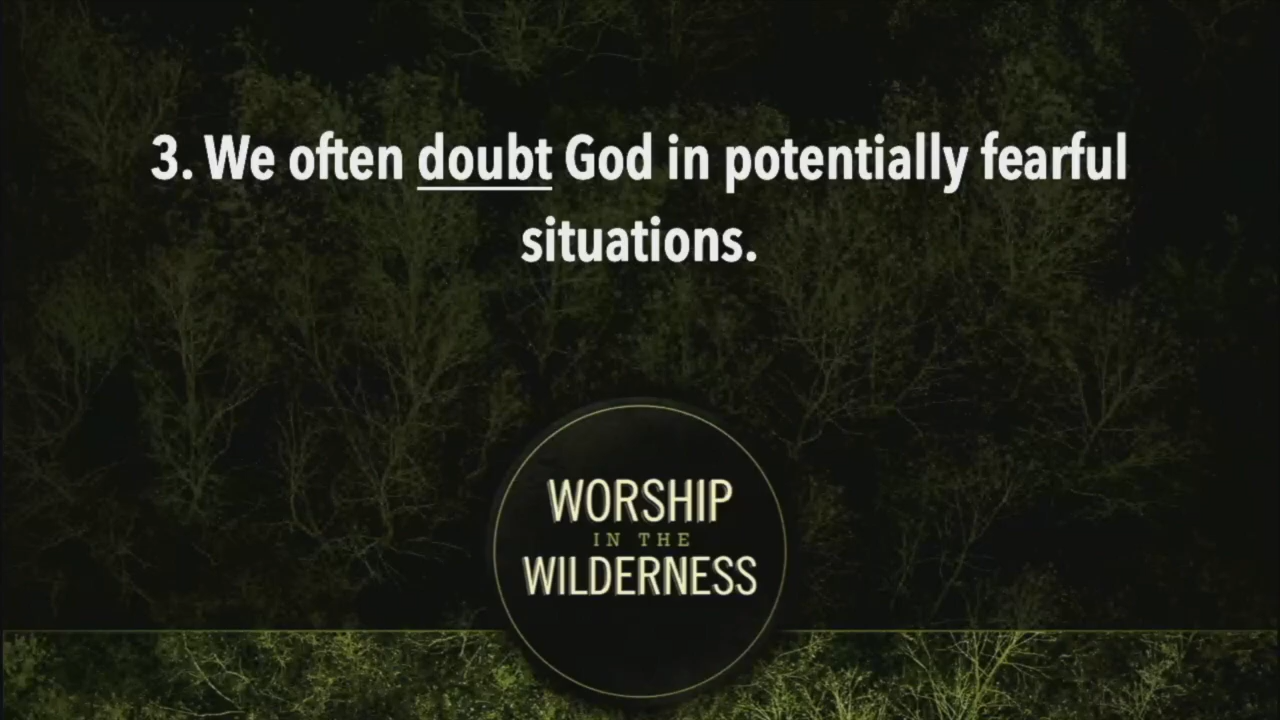 3. We often doubt God in potentially fearful
situations.
WORSHIP
IN THE
WILDERNESS